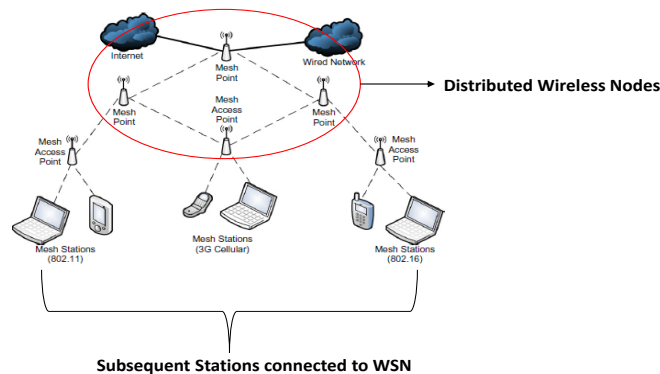 Internet
Wired Network
Mesh
Point
Distributed Wireless Nodes
Mesh
Point
Mesh
Access
Point
Mesh
Point
Mesh
Access
Point
Mesh
Access
Point
Mesh Stations
(802.11)
Mesh Stations
(3G Cellular)
Mesh Stations
(802.16)
Subsequent Stations connected to WSN